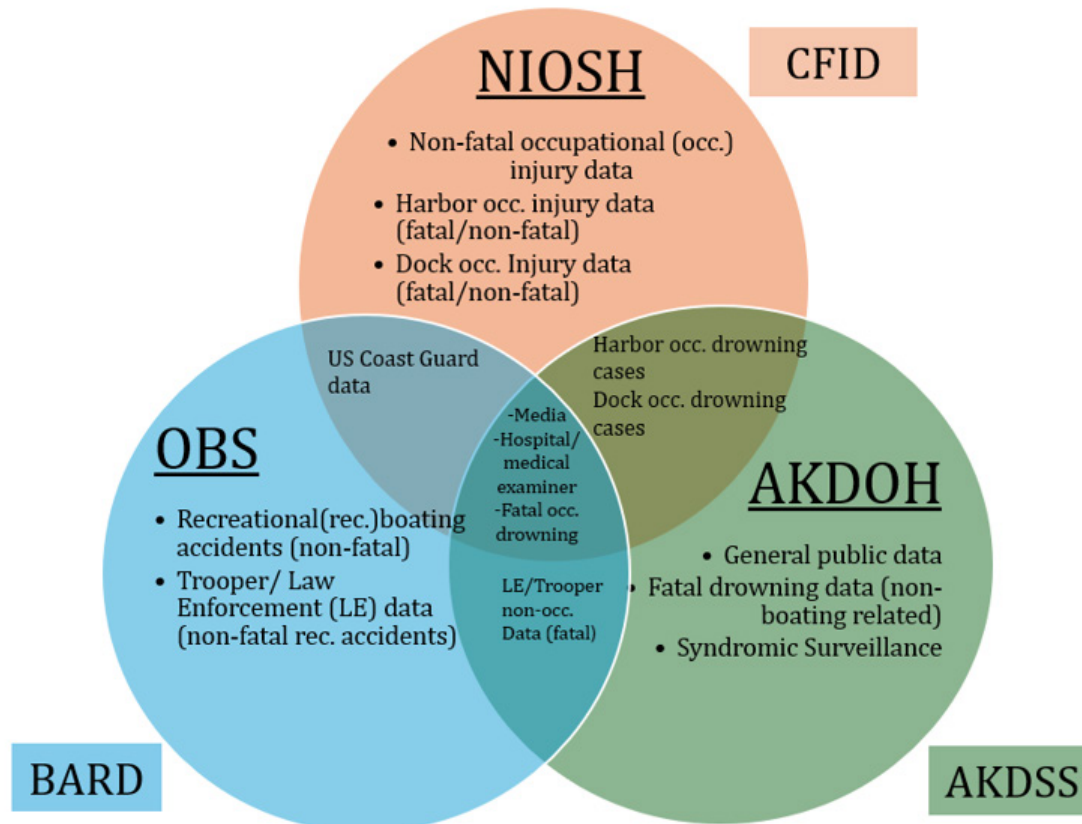 NIOSH
CFID
• Non-fatal occupational (occ.)
injury data
• Harbor occ. injury data
(fatal/non-fatal)
• Dock occ. Injury data
(fatal/non-fatal)
US Coast Guard
data
Harbor occ. drowning
cases
Dock occ. drowning
cases
-Media
-Hospital/
medical
examiner
-Fatal occ.
drowning
OBS
• Recreational(rec.)boating
accidents (non-fatal)
• Trooper/ Law
Enforcement (LE) data
(non-fatal rec. accidents)
LE/Trooper
non-occ.
Data (fatal)
AKDOH
• General public data
• Fatal drowning data (non-
boating related)
• Syndromic Surveillance
BARD
AKDSS